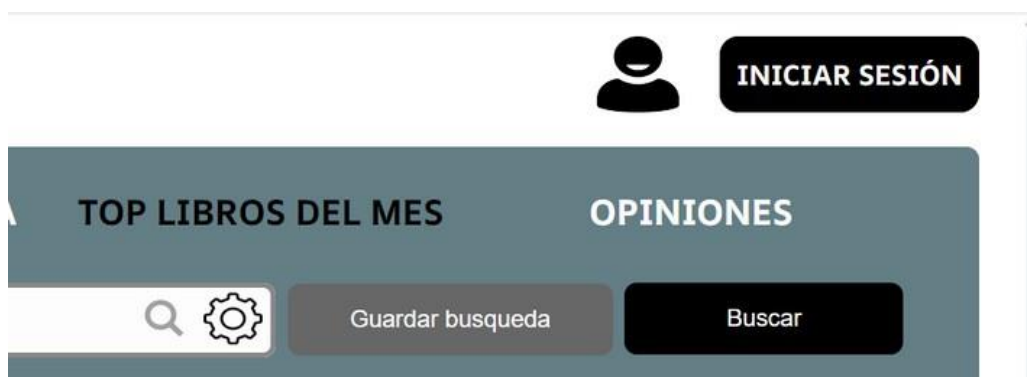 INICIAR SESIÓN
TOP LIBROS DEL MES OPINIONES
Guardar busqueda Buscar